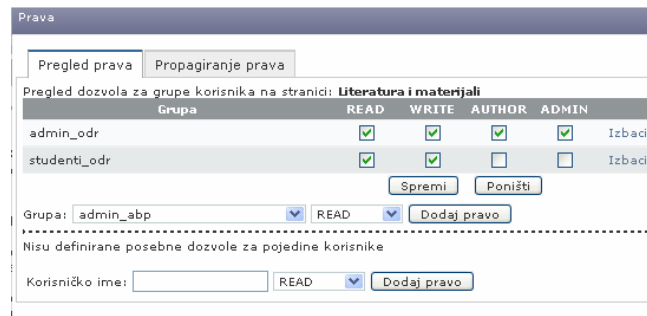 Prava
Pregled prava Propagiranje prava
Pregled dozvola za grupe korisnika na stranici: Literatura i materijali
Grupa READ WRITE AUTHOR ADMIN
admin_odr Izbaci
studenti_odr Izbaci
Spremi Poništi
Grupa: admin_abp READ Dodaj pravo
Nisu definirane posebne dozvole za pojedine korisnike
Korisničko ime: READ Dodaj pravo